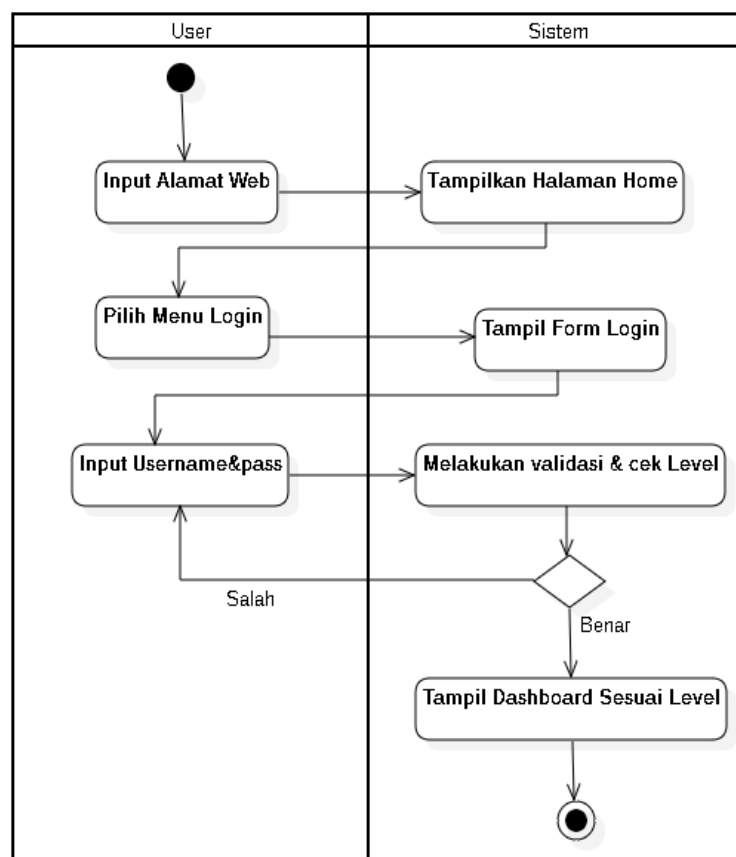 User
Sistem
Input Alamat Web
Tampilkan Halaman Home
Pilih Menu Login
Tampil Form Login
Input Username&pass
Melakukan validasi & cek Level
Salah
Benar
Tampil Dashboard Sesuai Level